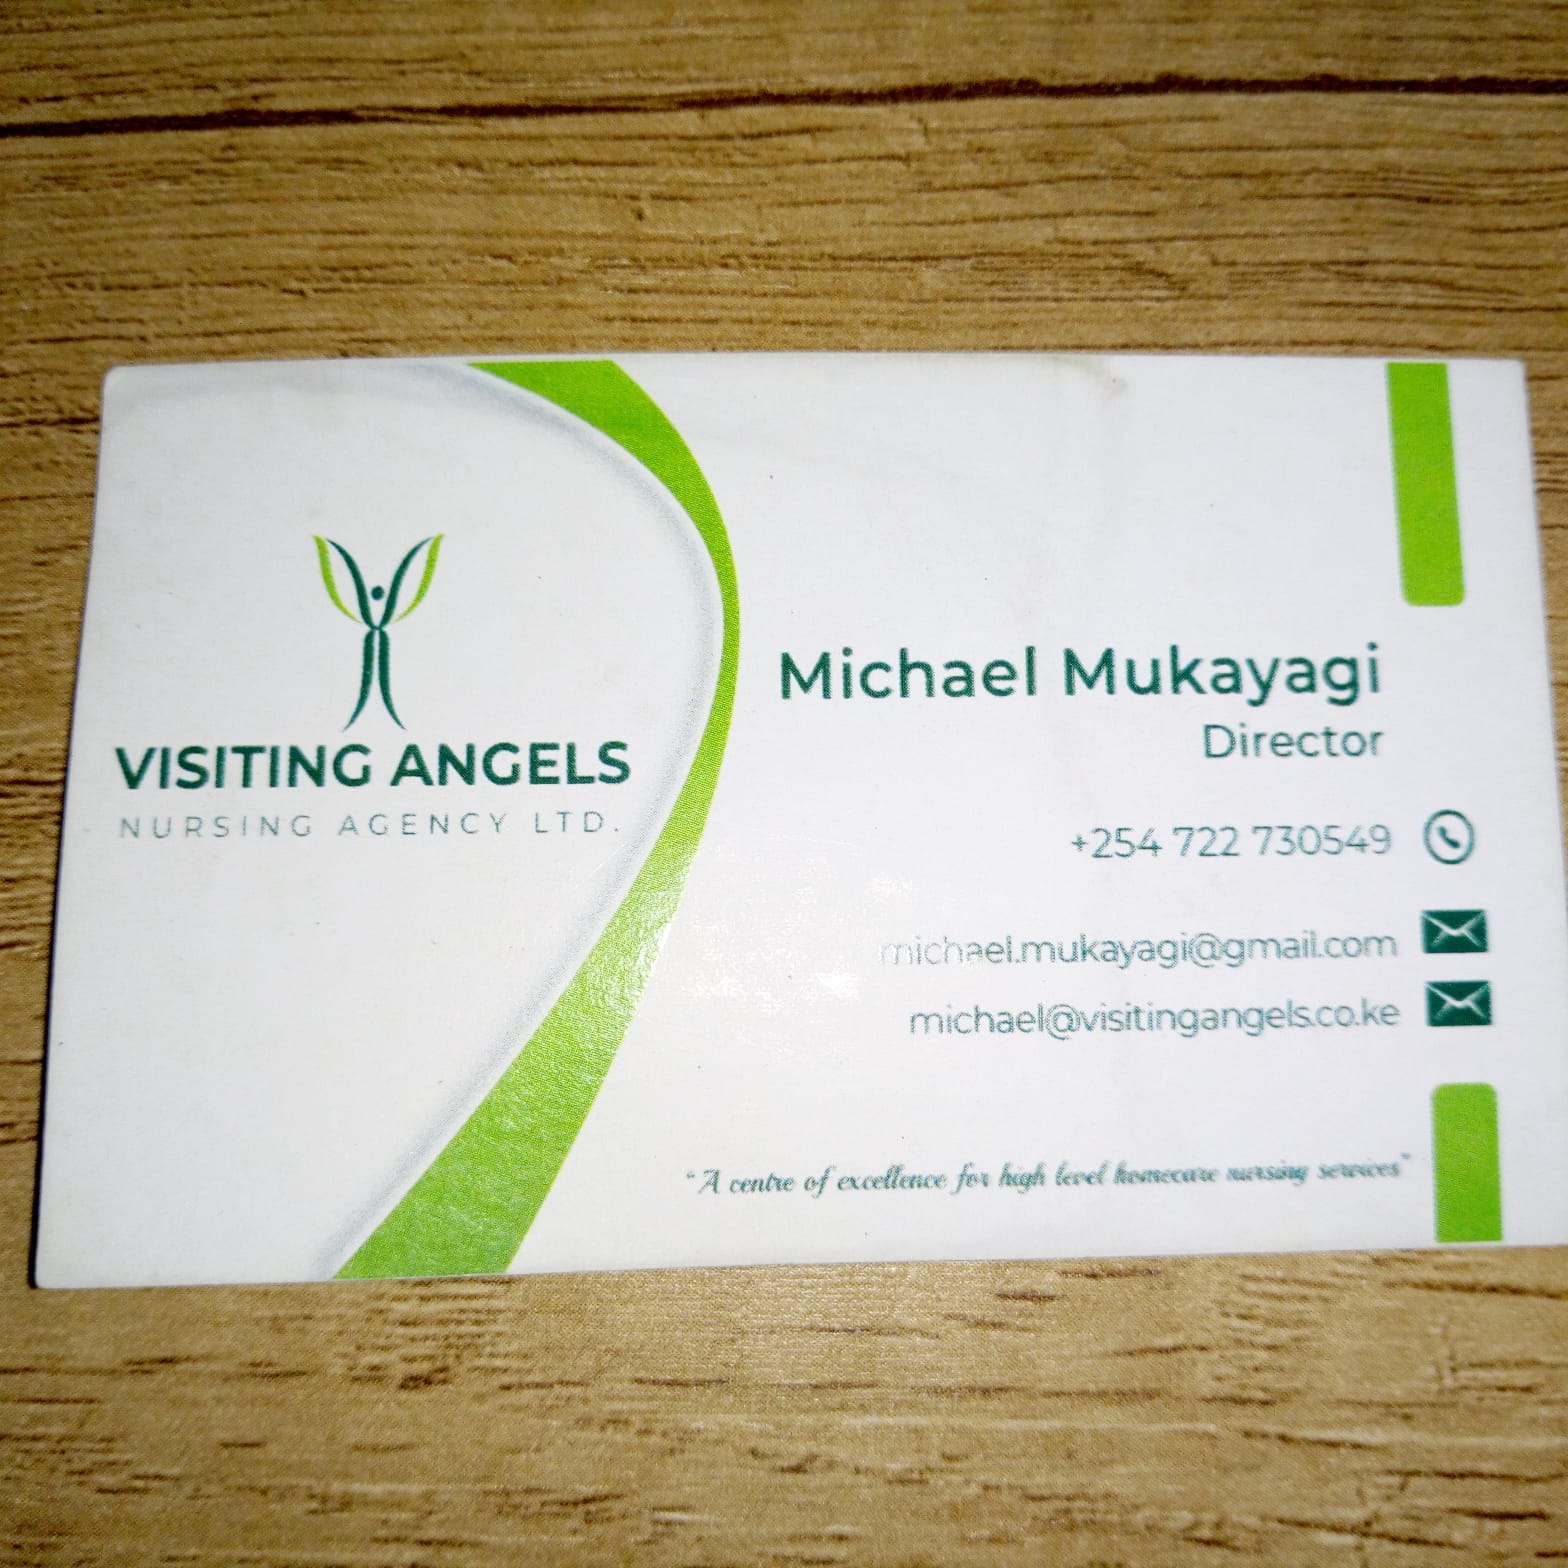 VISITING ANGELS
NURSING AGENCY LTD.
Michael Mukayagi
Director
+254 722 730549
michael.mukayagi@gmail.com
michael@visitingangels.co.ke
"A centre of excellence for high level homecare nursing services"